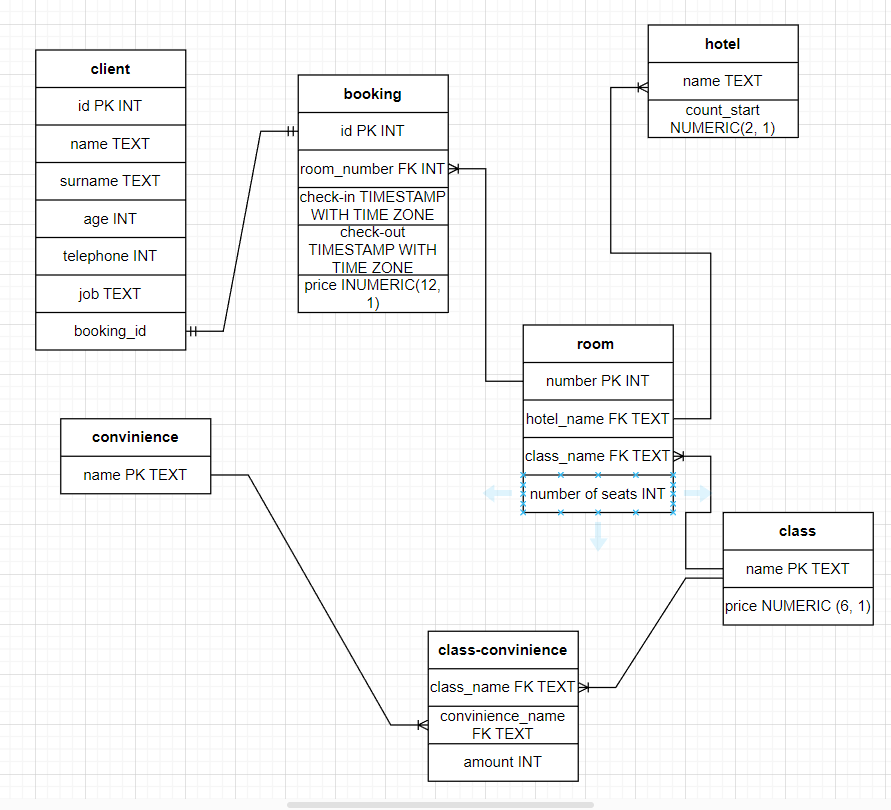 client
id PK INT
name TEXT
surname TEXT
age INT
telephone INT
job TEXT
booking_id
booking
id PK INT
room_number FK INT
check-in TIMESTAMP
WITH TIME ZONE
check-out
TIMESTAMP WITH
TIME ZONE
price INUMERIC(12,
1)
hotel
name TEXT
count_start
NUMERIC(2, 1)
room
number PK INT
hotel_name FK TEXT
class_name FK TEXT
number of seats INT
convinience
name PK TEXT
class
name PK TEXT
price NUMERIC (6, 1)
class-convinience
class_name FK TEXT
convinience_name
FK TEXT
amount INT